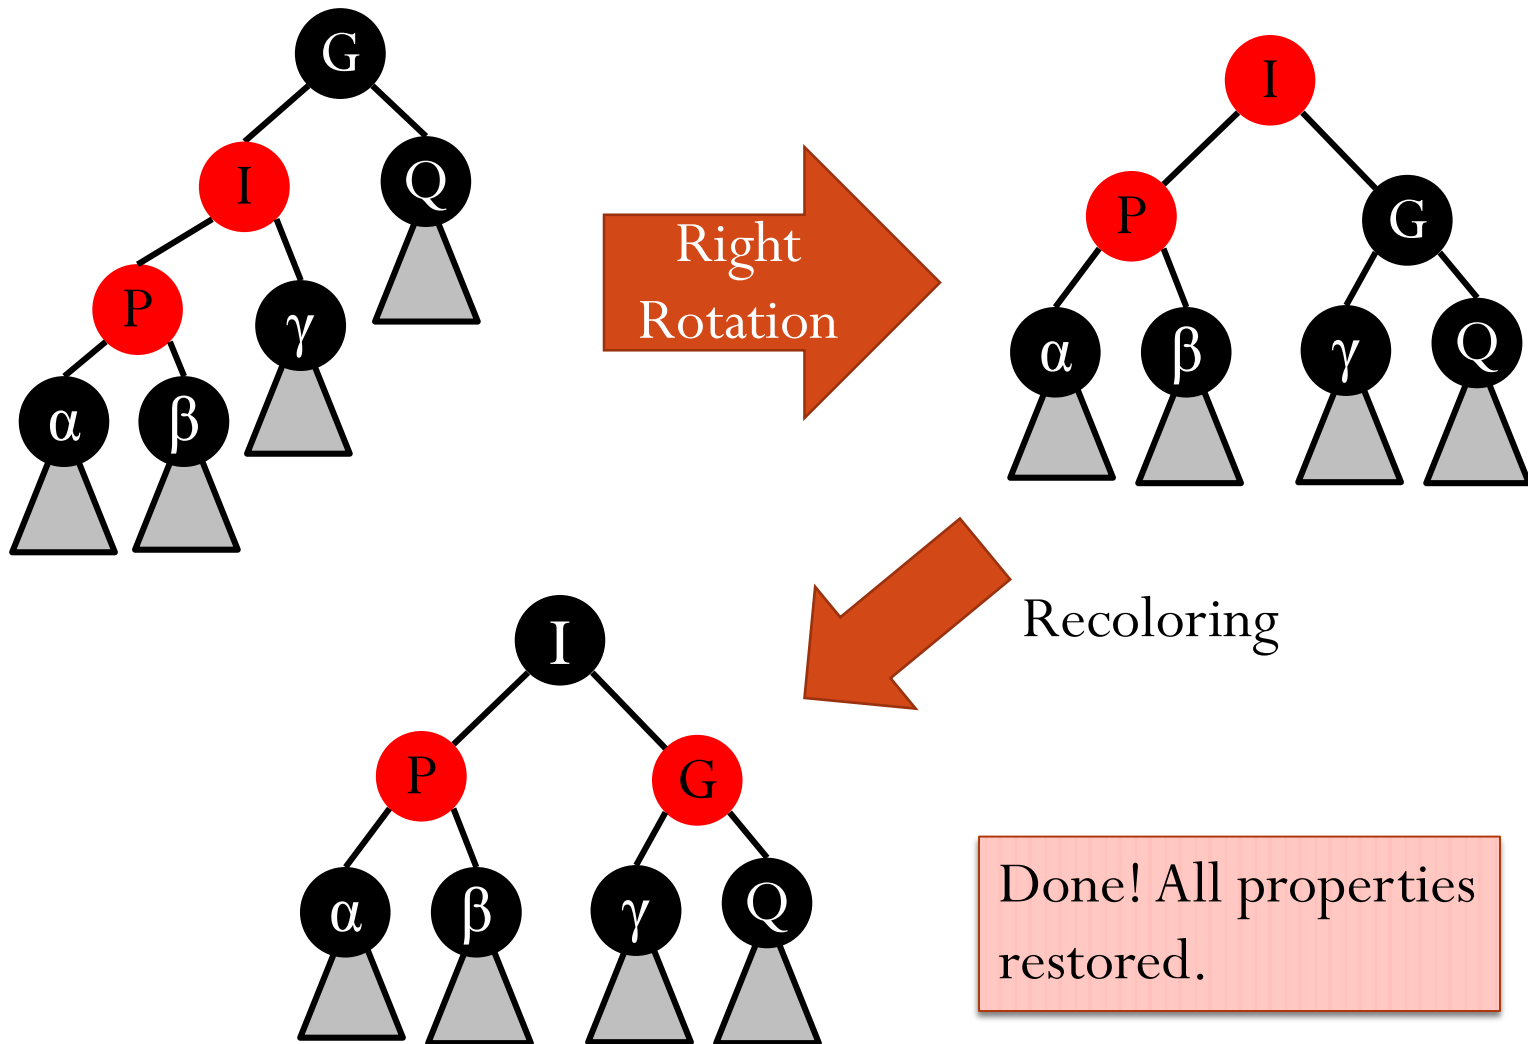 G
I
Q
P
γ
α
β
Right
Rotation
I
P
G
α
β
γ
Q
Recoloring
I
P
G
α
β
γ
Q
Done! All properties
restored.